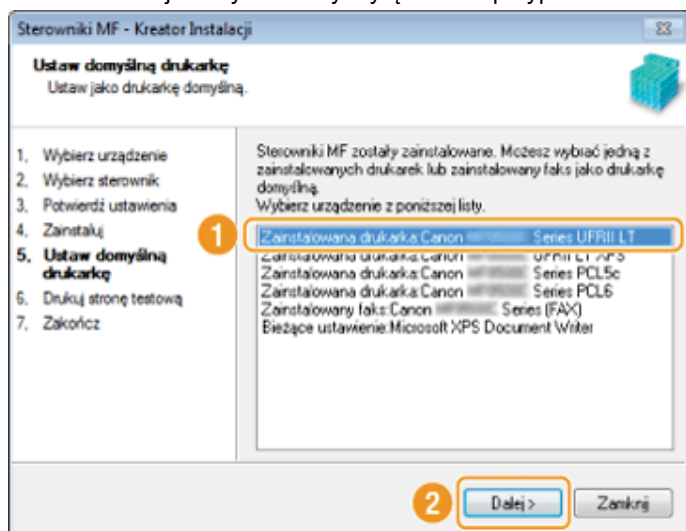 Sterowniki MF - Kreator Instalacji
Ustaw domyślną drukarkę
Ustaw jako drukarkę domyślną.
1. Wybierz urządzenie
2. Wybierz sterownik
3. Potwierdź ustawienia
4. Zainstaluj
5. Ustaw domyślną
drukarkę
6. Drukuj stronę testową
7. Zakończ
Sterowniki MF zostały zainstalowane. Możesz wybrać jedną z
zainstalowanych drukarek lub zainstalowany faks jako drukarkę
domyślną.
Wybierz urządzenie z poniższej listy.
1
Zainstalowana drukarka:Canon Series UFRII LT
Zainstalowana drukarka:Canon UFRII LT XPS
Zainstalowana drukarka:Canon Series PCL5c
Zainstalowana drukarka:Canon Series PCL6
Zainstalowany faks:Canon Series (FAX)
Bieżące ustawienie:Microsoft XPS Document Writer
2
Dalej >
Zamknij